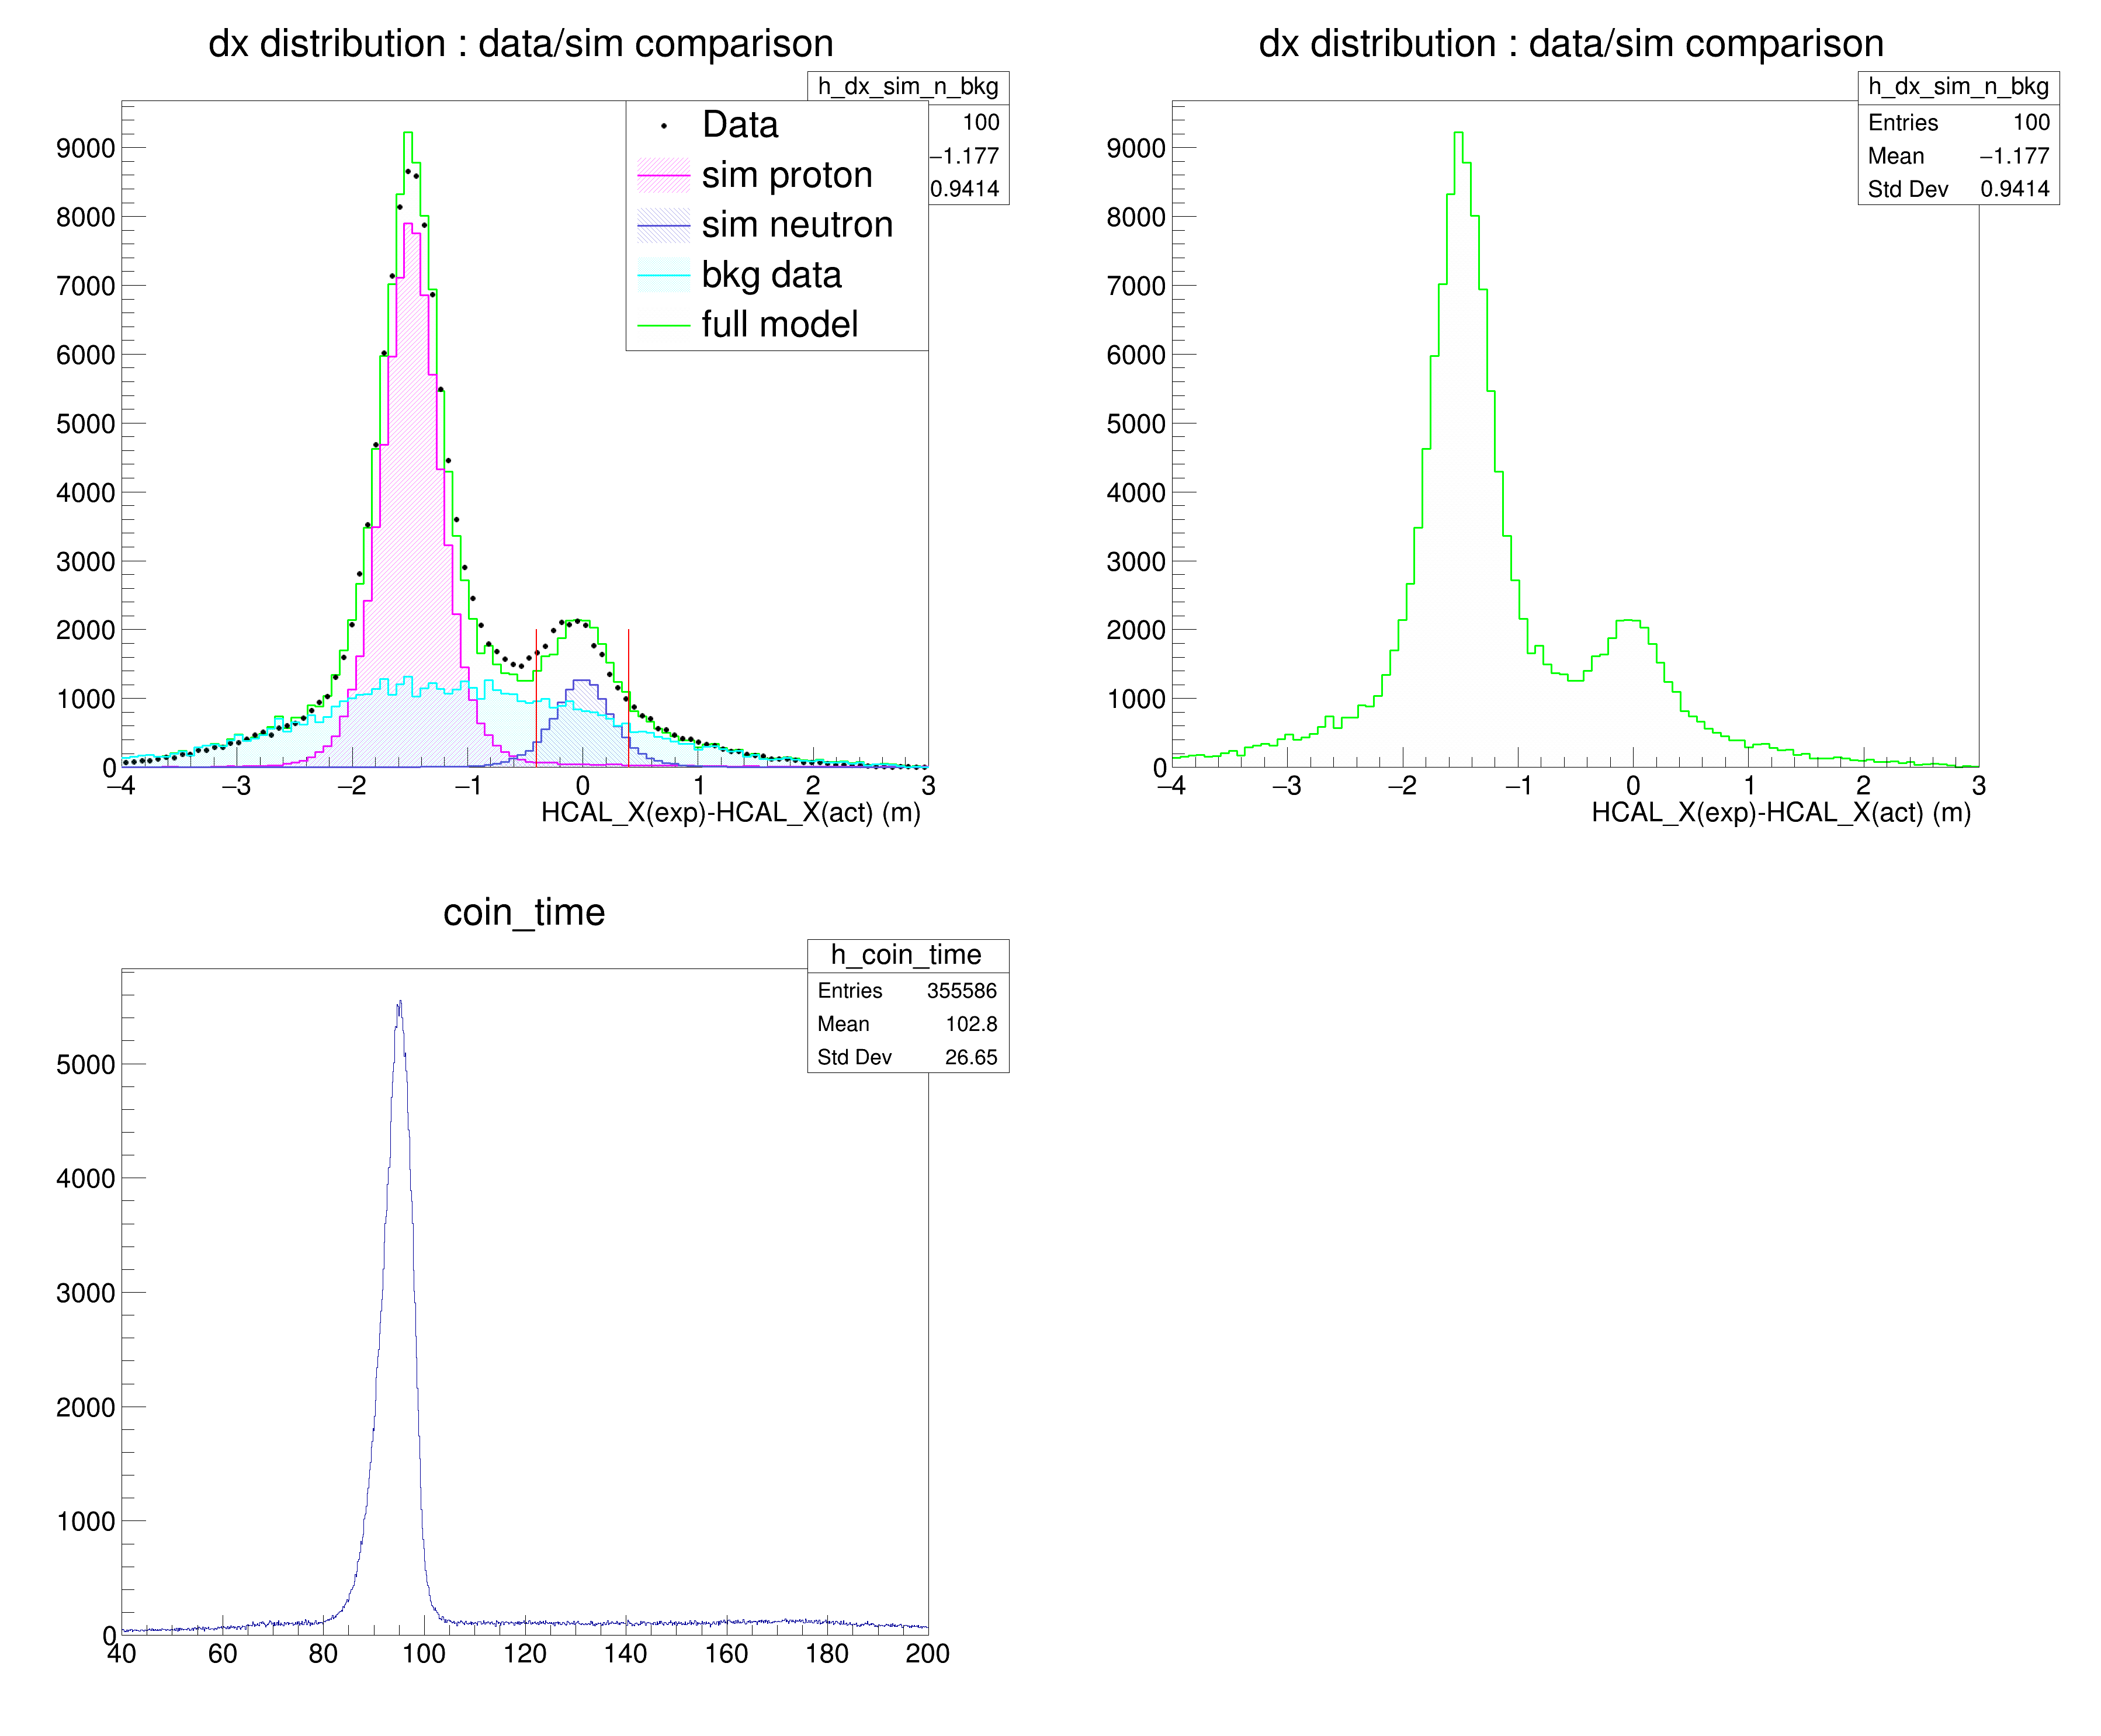 dx distribution : data/sim comparison
h_dx_sim_n_bkg
100
−1.177
0.9414
Data
sim proton
sim neutron
bkg data
full model
9000
8000
7000
6000
5000
4000
3000
2000
1000
0
−4 −3 −2 −1 0 1 2 3
HCAL_X(exp)-HCAL_X(act) (m)
dx distribution : data/sim comparison
h_dx_sim_n_bkg
Entries 100
Mean −1.177
Std Dev 0.9414
9000
8000
7000
6000
5000
4000
3000
2000
1000
0
−4 −3 −2 −1 0 1 2 3
HCAL_X(exp)-HCAL_X(act) (m)
coin_time
h_coin_time
Entries 355586
Mean 102.8
Std Dev 26.65
5000
4000
3000
2000
1000
0
40 60 80 100 120 140 160 180 200